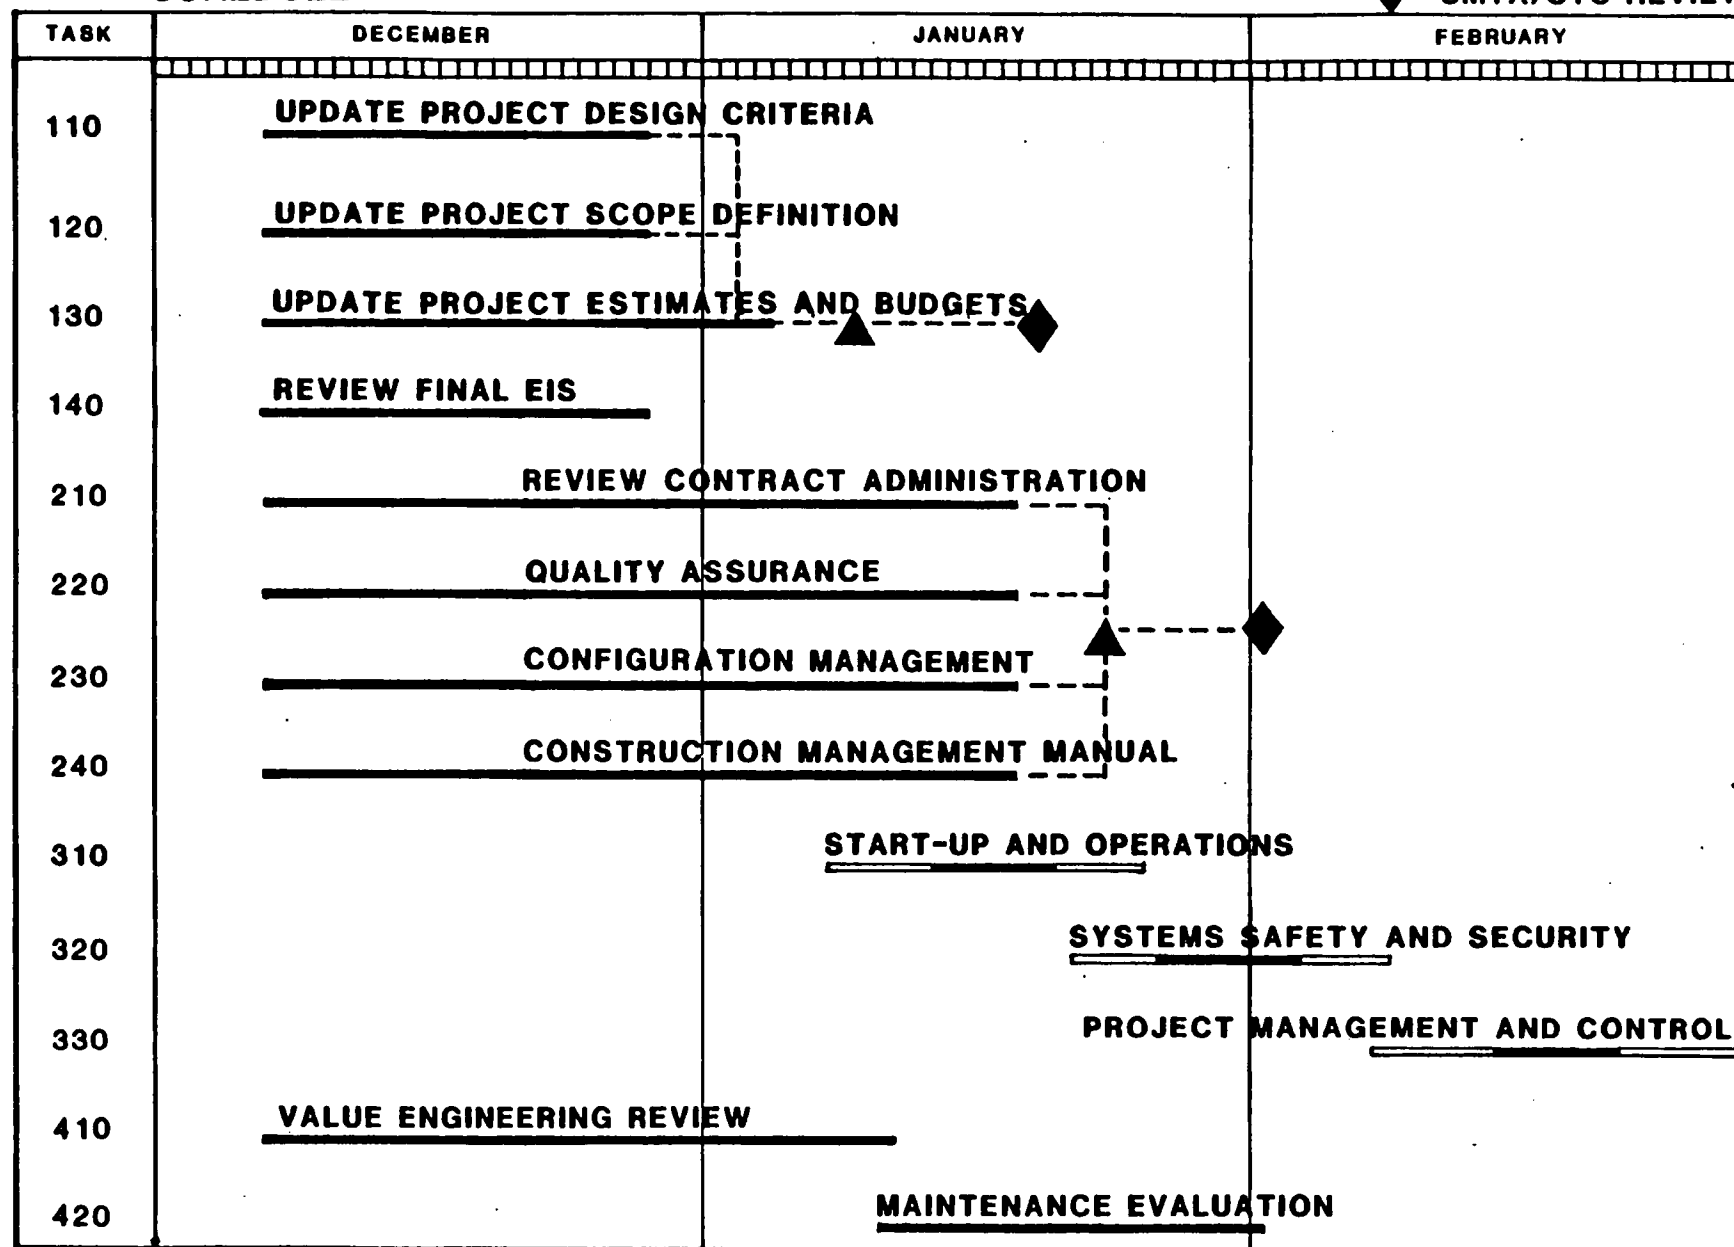 TASK DECEMBER JANUARY FEBRUARY
110 UPDATE PROJECT DESIGN CRITERIA
120 UPDATE PROJECT SCOPE DEFINITION
130 UPDATE PROJECT ESTIMATES AND BUDGETS
140 REVIEW FINAL EIS
210 REVIEW CONTRACT ADMINISTRATION
220 QUALITY ASSURANCE
230 CONFIGURATION MANAGEMENT
240 CONSTRUCTION MANAGEMENT MANUAL
310 START-UP AND OPERATIONS
320 SYSTEMS SAFETY AND SECURITY
330 PROJECT MANAGEMENT AND CONTROL
410 VALUE ENGINEERING REVIEW
420 MAINTENANCE EVALUATION